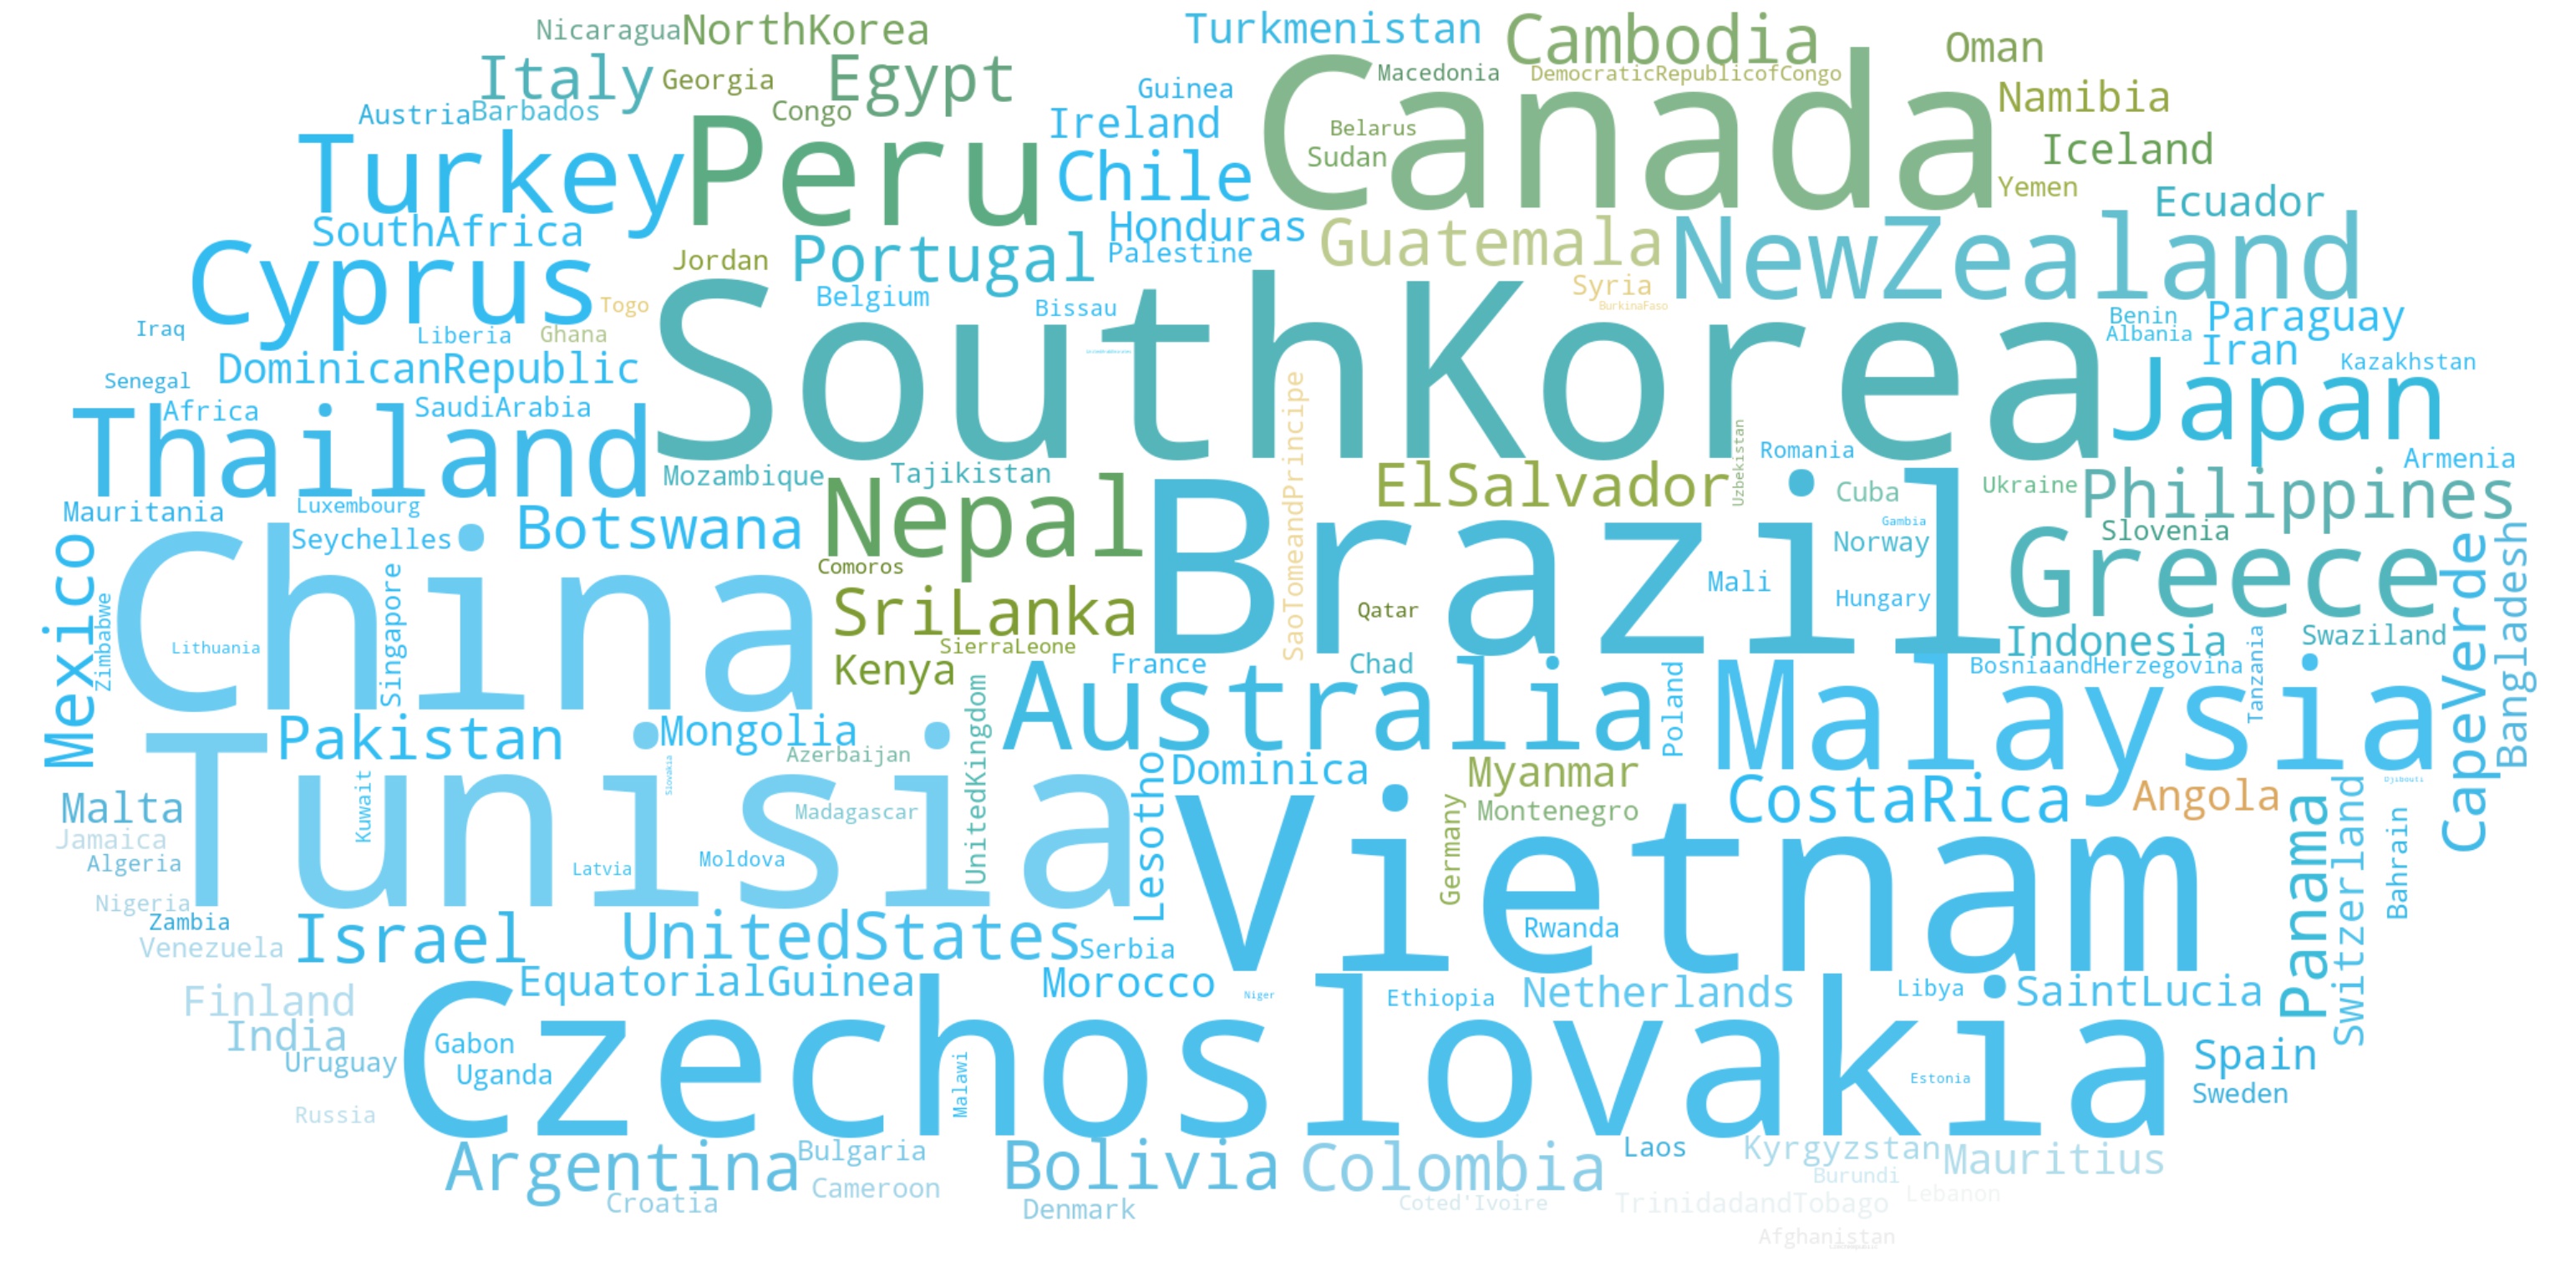 Nicaragua
NorthKorea
Turkmenistan
Cambodia
Oman
Italy
Georgia
Egypt
Guinea
Macedonia
DemocraticRepublicofCongo
Namibia
Austria
Barbados
Congo
Ireland
Canada
Belarus
Sudan
Iceland
Turkey
Peru
Chile
Yemen
Ecuador
SouthAfrica
Honduras
Guatemala
NewZealand
Jordan
Portugal
Palestine
Cyprus
Togo
Belgium
Bissau
Syria
BurkinaFaso
Iraq
Liberia
Ghana
SouthKorea
Benin
Albania
Paraguay
Iran
Kazakhstan
Senegal
DominicanRepublic
Japan
Africa
SaudiArabia
Thailand
SaoTomeandPrincipe
Uzbekistan
Romania
Armenia
Mozambique
Tajikistan
ElSalvador
Cuba
Ukraine
Philippines
Mauritania
Luxembourg
Seychelles
Botswana
Nepal
Brazil
Gambia
Norway
Slovenia
Greece
Mexico
Zimbabwe
China
Singapore
Comoros
Mali
Hungary
CapeVerde
Bangladesh
Lithuania
SriLanka
Qatar
SierraLeone
Kenya
France
Chad
Indonesia
Swaziland
BosniaandHerzegovina
Tanzania
Australia
Poland
Malaysia
Pakistan
Mongolia
Azerbaijan
UnitedKingdom
Tunisia
Kuwait
Slovakia
Lesotho
Dominica
Myanmar
CostaRica
Angola
Djibouti
Malta
Madagascar
Germany
Montenegro
Panama
Switzerland
Bahrain
Jamaica
Algeria
Latvia
Moldova
Vietnam
Nigeria
Zambia
Venezuela
Israel
UnitedStates
Serbia
Rwanda
EquatorialGuinea
Morocco
Niger
Ethiopia
Netherlands
Libya
SaintLucia
Finland
India
Uruguay
Gabon
Uganda
Czechoslovakia
Malawi
Estonia
Spain
Sweden
Russia
Argentina
Bulgaria
Cameroon
Croatia
Bolivia
Denmark
Colombia
Laos
Kyrgyzstan
Mauritius
Burundi
Coted'Ivoire
TrinidadandTobago
Lebanon
Afghanistan